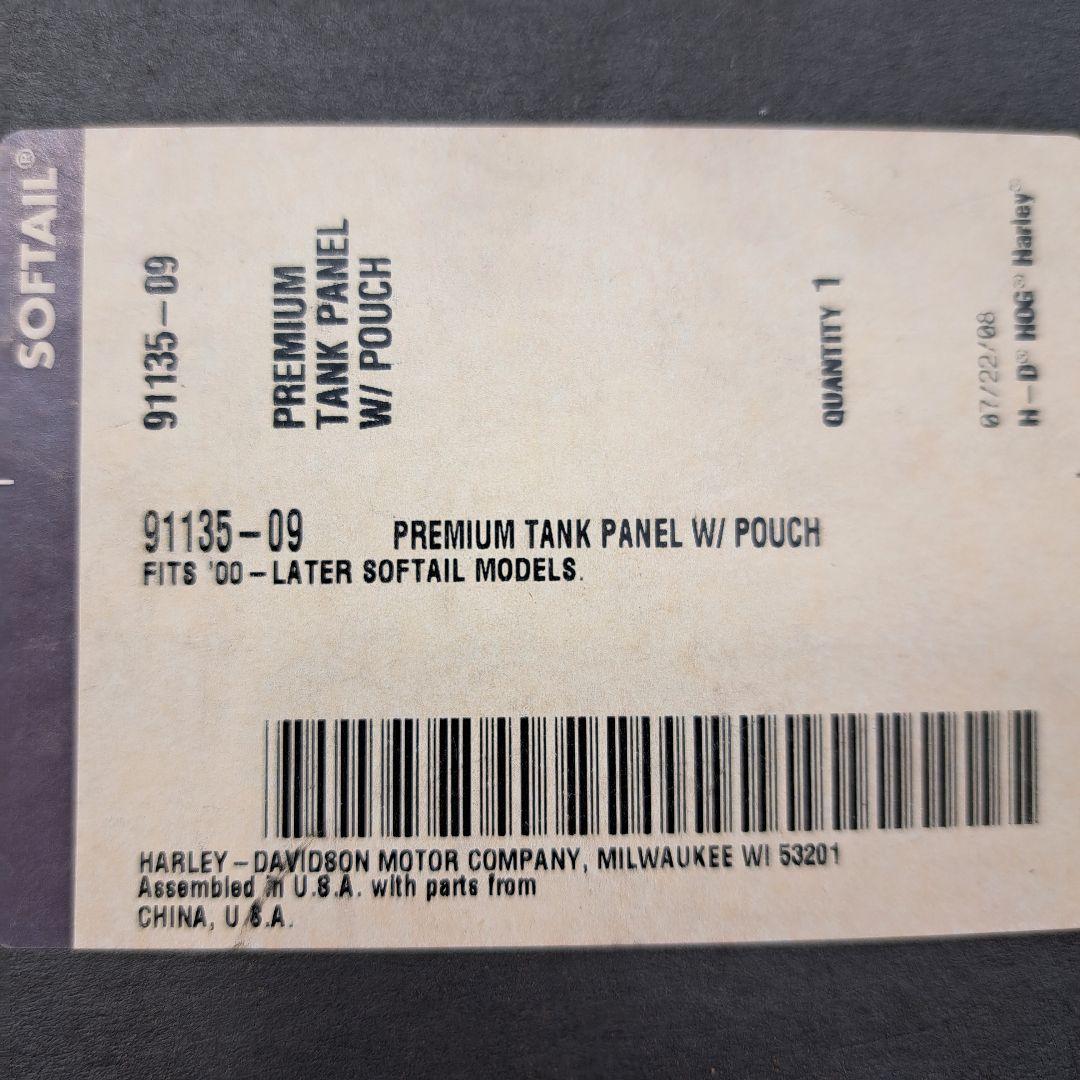 SOFTAIL®
91135-09
PREMIUM
TANK PANEL
W/ POUCH
QUANTITY 1
07/22/08
H-D® HOG® Harley®
91135-09 PREMIUM TANK PANEL W/ POUCH
FITS '00-LATER SOFTAIL MODELS.
HARLEY-DAVIDSON MOTOR COMPANY, MILWAUKEE WI 53201
Assembled in U.S.A. with parts from
CHINA, U.S.A.